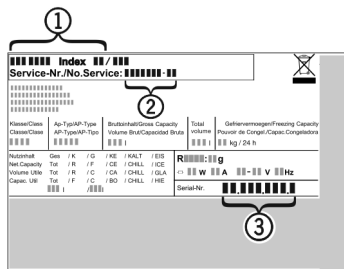 1
Index /
Service-Nr./No.Service: -
2
Klasse/Class Ap-Typ/AP-Type Bruttoinhalt/Gross Capacity Total Gefriervermoegen/Freezing Capacity
Classe/Clase AP-Type/AP-Tipo Volume Brut/Capacidad Bruta volume Pouvoir de Congel./Capac.Congeladora
l l kg / 24 h
Nutzinhalt Ges / K / G / KE / KALT / EIS
Net.Capacity Tot / R / F / CE / CHILL / ICE
Volume Utile Tot / F / C / CA / CHILL / GLA
Capac. Util Tot / F / C / BO / CHILL / HIE
l / l
R : g
W A - V Hz
Serial-Nr. , , ,
3